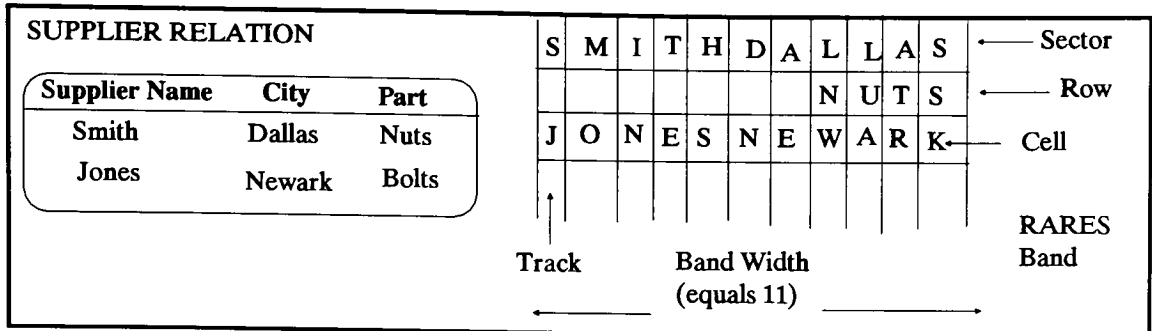 SUPPLIER RELATION
Supplier Name City Part
Smith Dallas Nuts
Jones Newark Bolts
S M I T H D A L L A S Sector
N U T S Row
J O N E S N E W A R K Cell
Track
Band Width
(equals 11)
RARES
Band